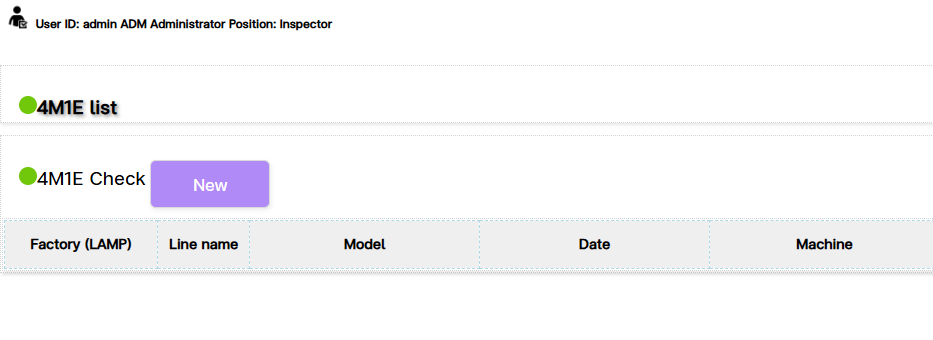 User ID: admin ADM Administrator Position: Inspector
4M1E list
4M1E Check New
Factory (LAMP) Line name Model Date Machine